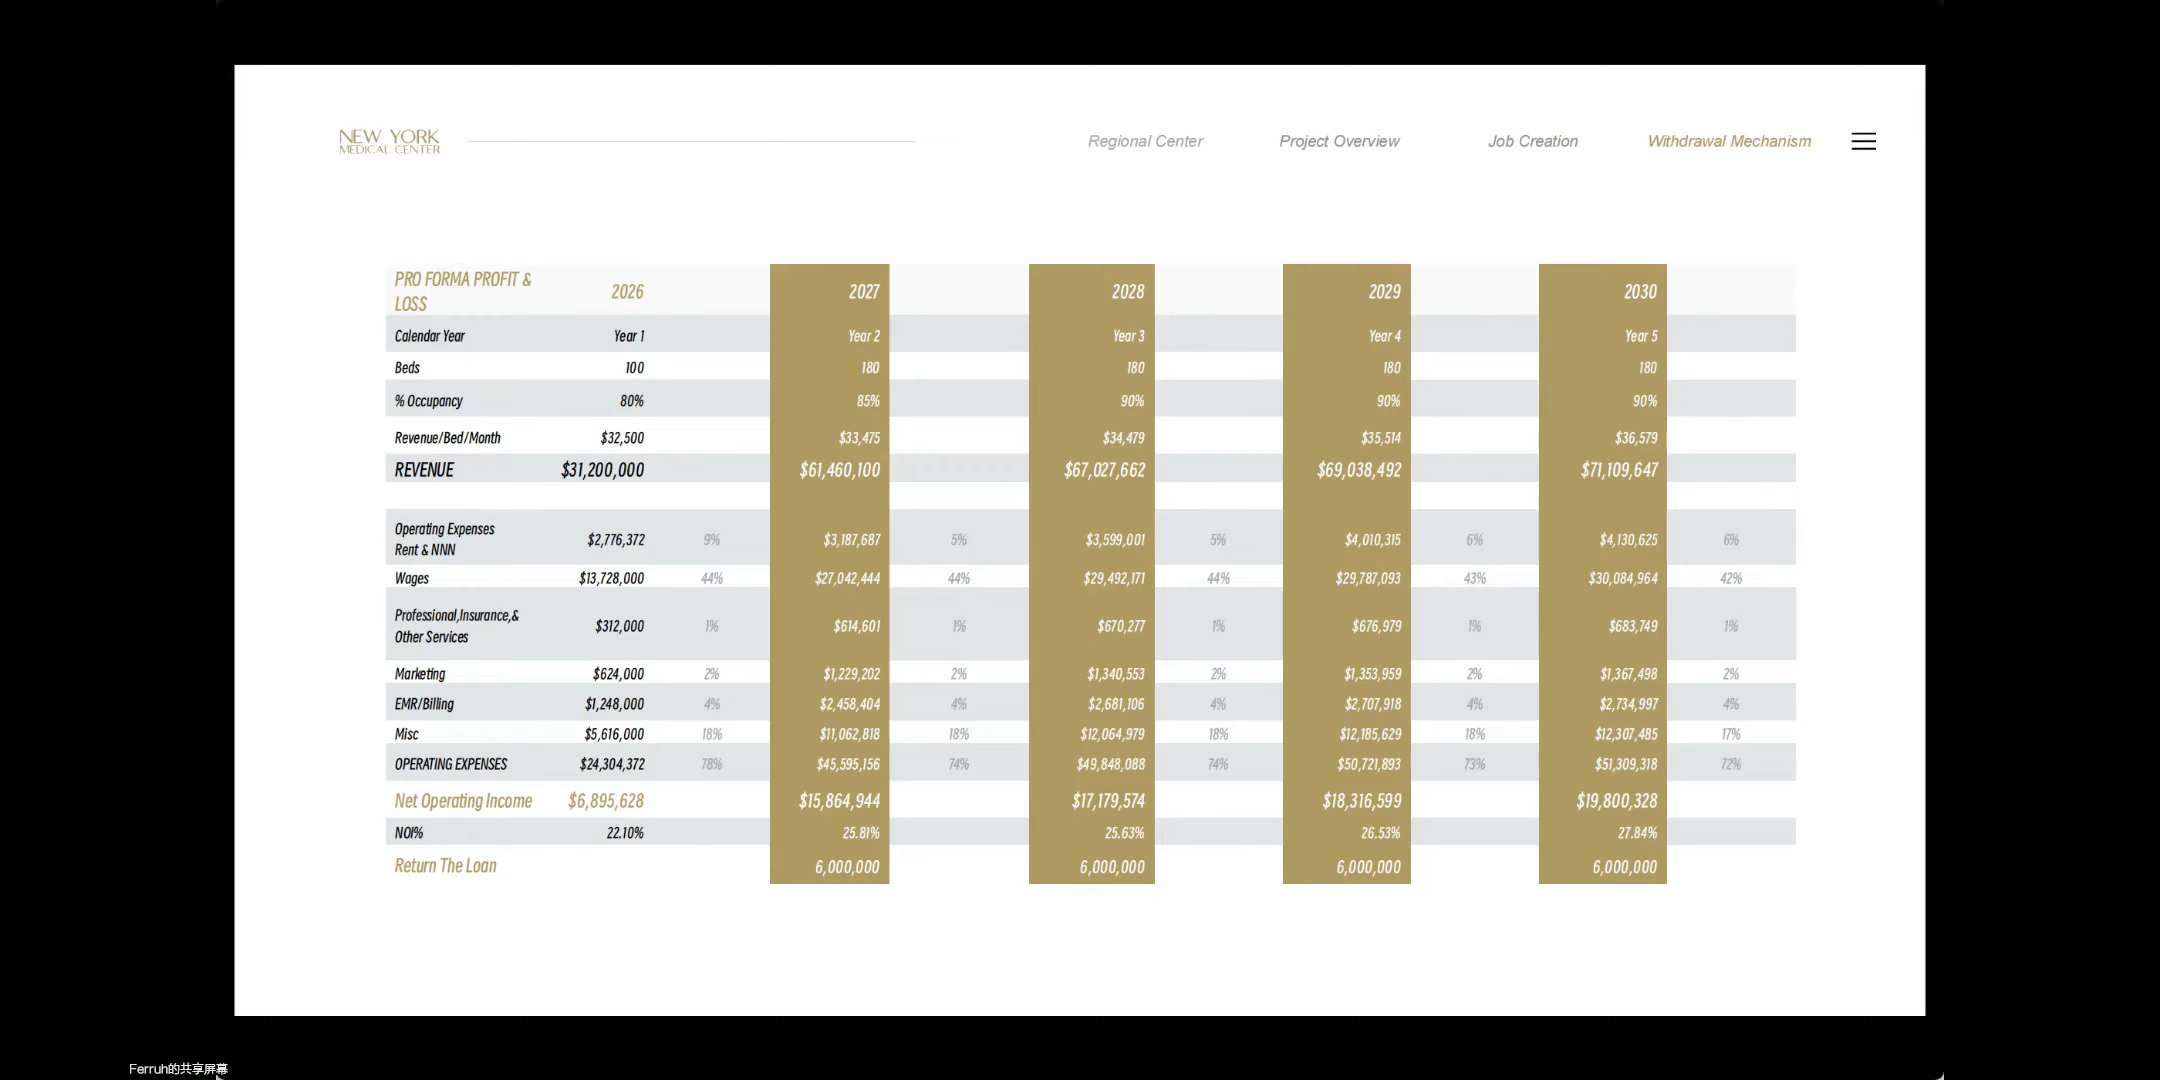 NEW YORK
MEDICAL CENTER
Regional Center Project Overview Job Creation Withdrawal Mechanism
PRO FORMA PROFIT &
LOSS 2026 2027 2028 2029 2030
Calendar Year Year 1 Year 2 Year 3 Year 4 Year 5
Beds 100 180 180 180 180
% Occupancy 80% 85% 90% 90% 90%
Revenue/Bed/Month $32,500 $33,475 $34,479 $35,514 $36,579
REVENUE $31,200,000 $61,460,100 $67,027,662 $69,038,492 $71,109,647
Operating Expenses
Rent & NNN $2,776,372 9% $3,187,687 5% $3,599,001 5% $4,010,315 6% $4,130,625 6%
Wages $13,728,000 44% $27,042,444 44% $29,492,171 44% $29,787,093 43% $30,084,964 42%
Professional,Insurance,&
Other Services $312,000 1% $614,601 1% $670,277 1% $676,979 1% $683,749 1%
Marketing $624,000 2% $1,229,202 2% $1,340,553 2% $1,353,959 2% $1,367,498 2%
EMR/Billing $1,248,000 4% $2,458,404 4% $2,681,106 4% $2,707,918 4% $2,734,997 4%
Misc $5,616,000 18% $11,062,818 18% $12,064,979 18% $12,185,629 18% $12,307,485 17%
OPERATING EXPENSES $24,304,372 78% $45,595,156 74% $49,848,088 74% $50,721,893 73% $51,309,318 72%
Net Operating Income $6,895,628 $15,864,944 $17,179,574 $18,316,599 $19,800,328
NOI% 22.10% 25.81% 25.63% 26.53% 27.84%
Return The Loan 6,000,000 6,000,000 6,000,000 6,000,000
Ferruh的共享屏幕